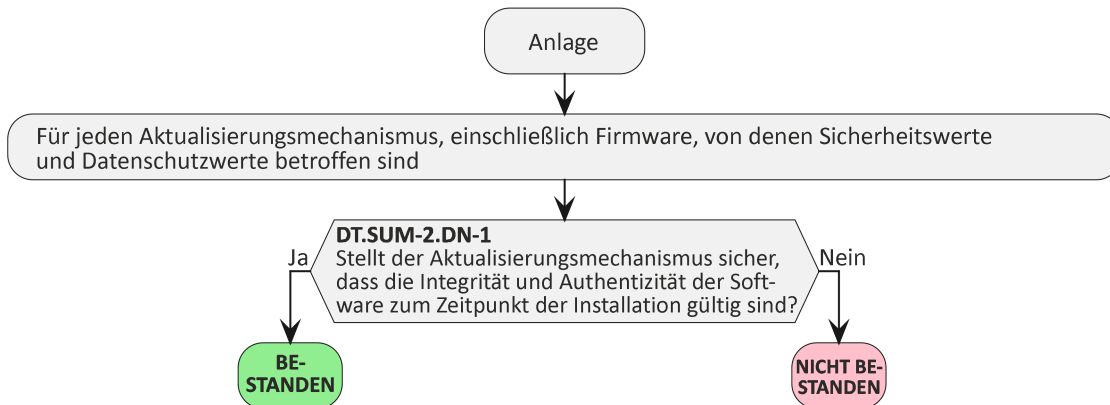 Anlage
Für jeden Aktualisierungsmechanismus, einschließlich Firmware, von denen Sicherheitswerte
und Datenschutzwerte betroffen sind
DT.SUM-2.DN-1
Ja
Stellt der Aktualisierungsmechanismus sicher,
Nein
dass die Integrität und Authentizität der Soft-
ware zum Zeitpunkt der Installation gültig sind?
BE-
STANDEN
NICHT BE-
STANDEN